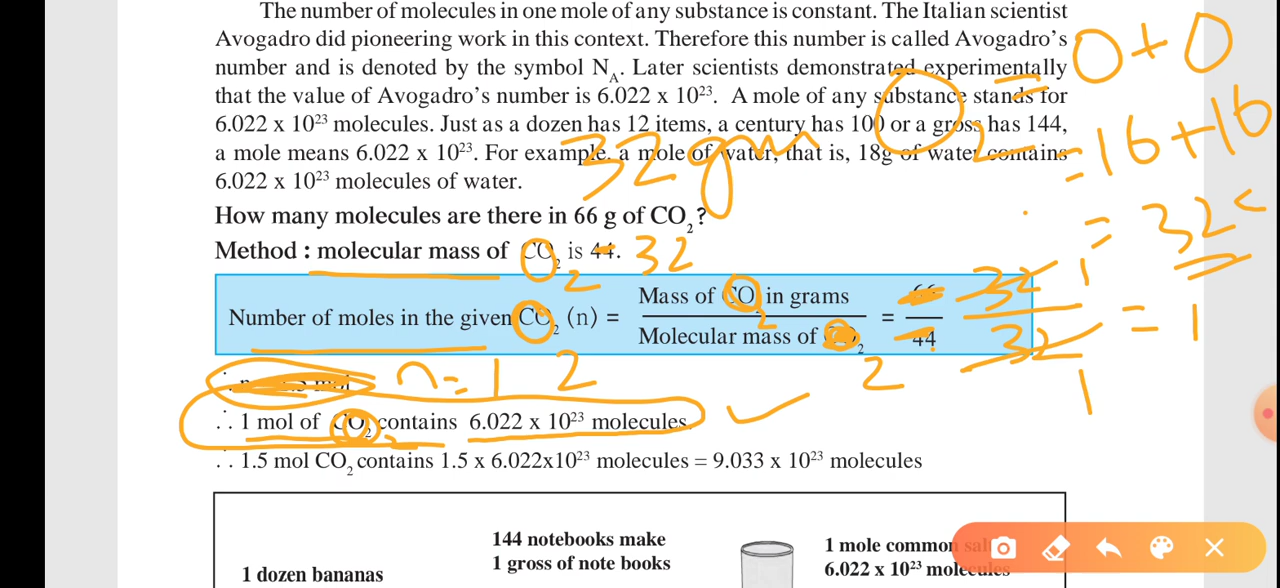 The number of molecules in one mole of any substance is constant. The Italian scientist
Avogadro did pioneering work in this context. Therefore this number is called Avogadro's
number and is denoted by the symbol N_A. Later scientists demonstrated experimentally
that the value of Avogadro's number is 6.022 x 10²³. A mole of any substance stands for
6.022 x 10²³ molecules. Just as a dozen has 12 items, a century has 100 or a gross has 144,
a mole means 6.022 x 10²³. For example, a mole of water, that is, 18g of water contains
6.022 x 10²³ molecules of water.
O₂ = O + O
= 16 + 16
= 32
32 gm
How many molecules are there in 66 g of CO₂?
Method : molecular mass of CO₂ is 44.
O₂ 32
Number of moles in the given CO₂ (n) = Mass of CO₂ in grams / Molecular mass of CO₂ = 66 / 44
32 / 32 = 1
1
1
2
2
n = 1
∴ 1 mol of CO₂ contains 6.022 x 10²³ molecules.
∴ 1.5 mol CO₂ contains 1.5 x 6.022x10²³ molecules = 9.033 x 10²³ molecules
144 notebooks make
1 gross of note books
1 dozen bananas
1 mole common
6.022 x 10²³ molecules